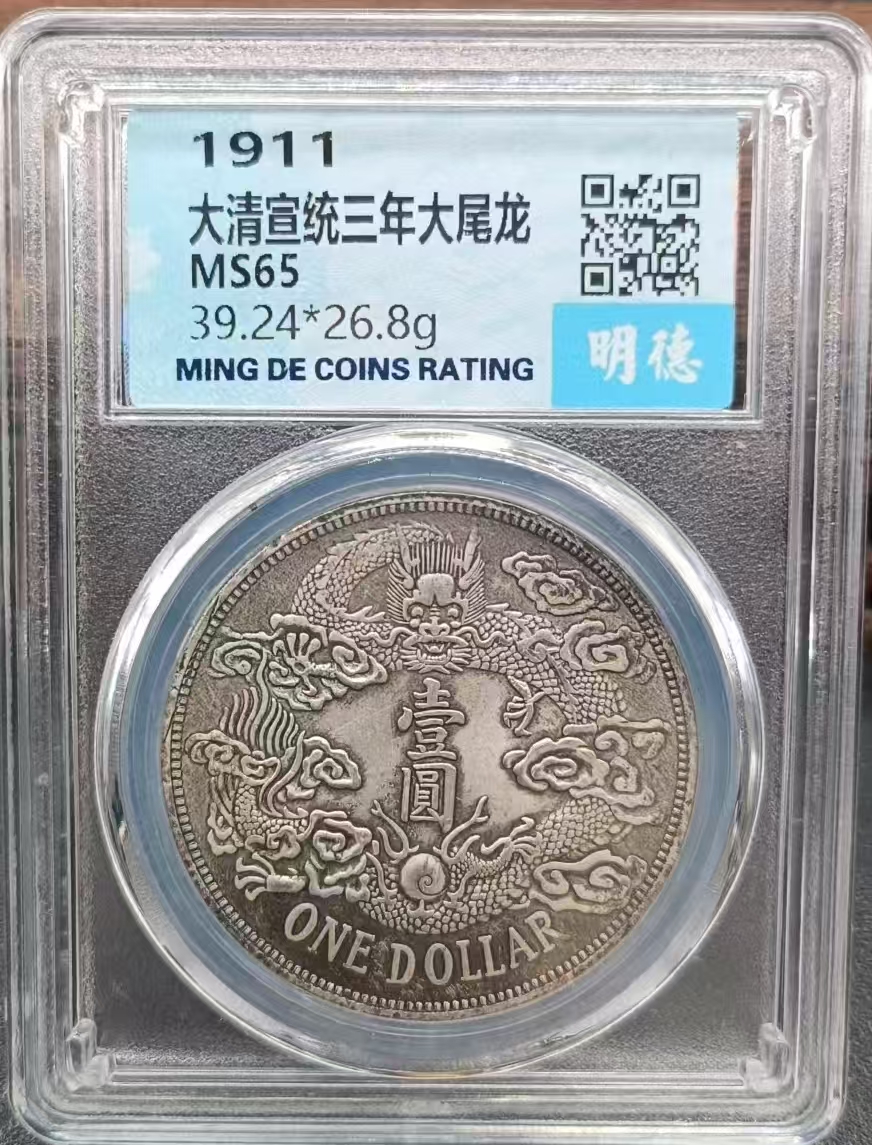 1911
大清宣统三年大尾龙
MS65
39.24*26.8g
MING DE COINS RATING
明德
壹圓
ONE DOLLAR